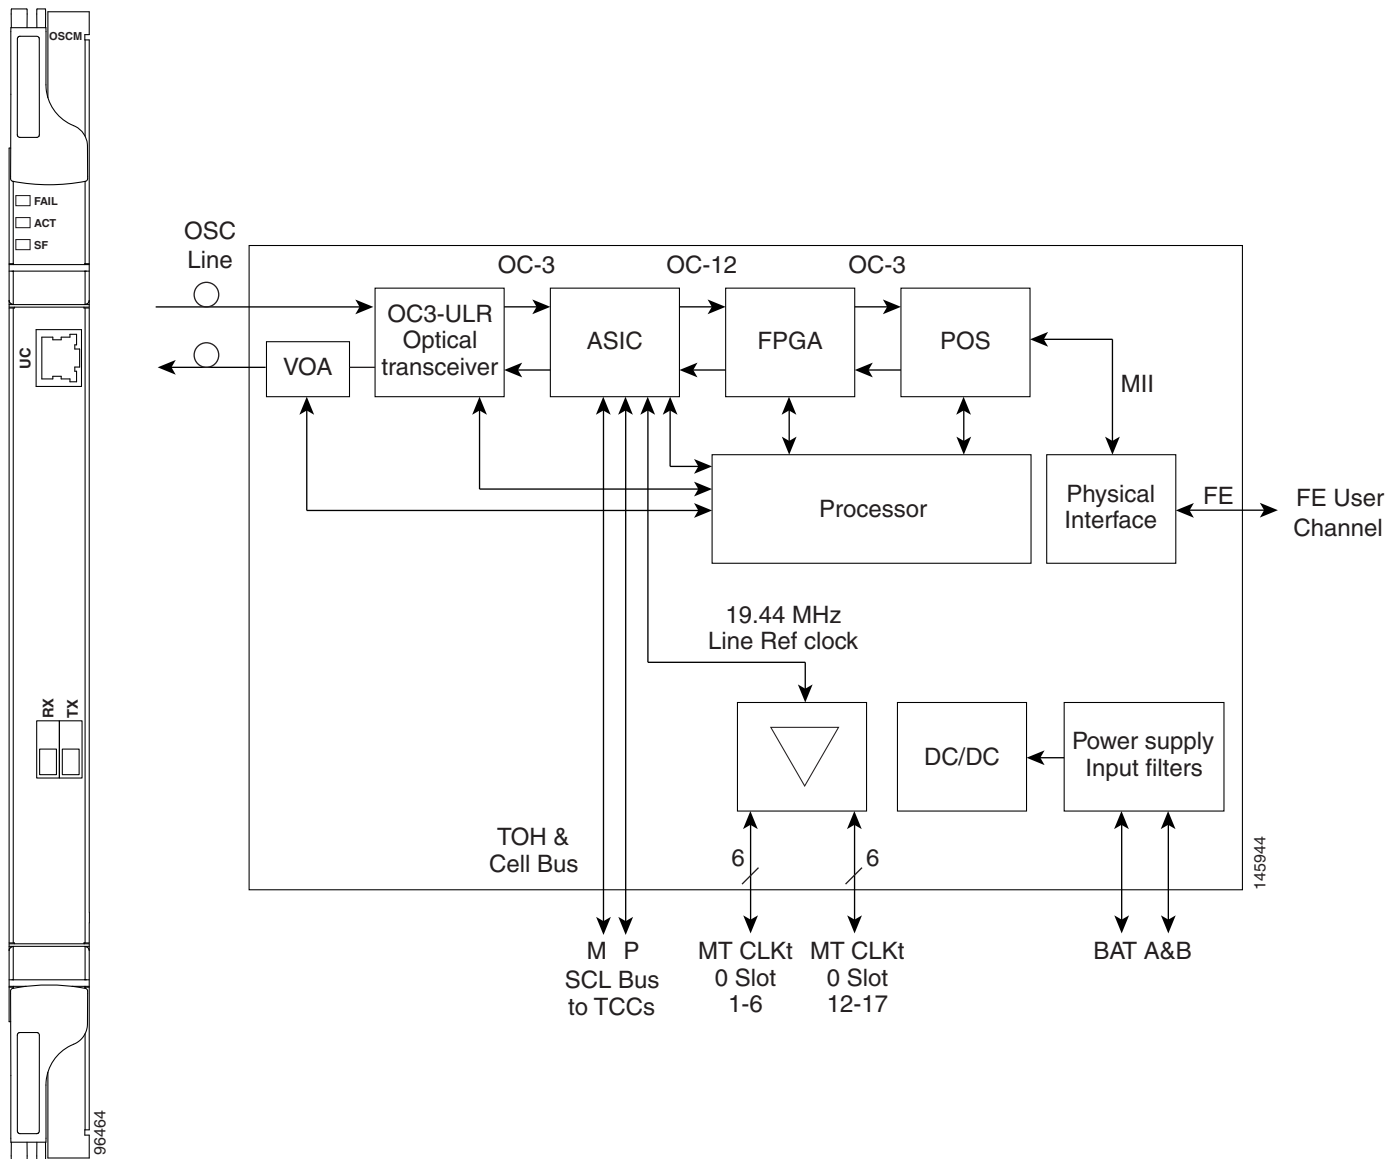 OSCM
FAIL
ACT
SF
UC
RX
TX
96464
OSC
Line
OC-3
OC-12
OC-3
OC3-ULR
Optical
transceiver
ASIC
FPGA
POS
VOA
MII
Processor
Physical
Interface
FE
FE User
Channel
19.44 MHz
Line Ref clock
DC/DC
Power supply
Input filters
TOH &
Cell Bus
6
6
M P
SCL Bus
to TCCs
MT CLKt
0 Slot
1-6
MT CLKt
0 Slot
12-17
BAT A&B
145944